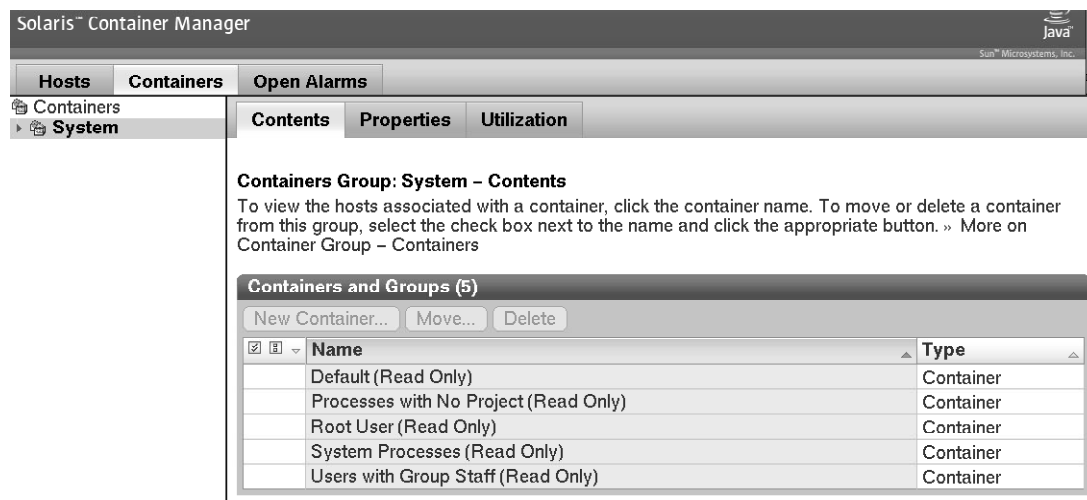 Solaris™ Container Manager
Java™
Sun™ Microsystems, Inc.
Hosts Containers Open Alarms
Containers
System
Contents Properties Utilization
Containers Group: System – Contents
To view the hosts associated with a container, click the container name. To move or delete a container
from this group, select the check box next to the name and click the appropriate button. » More on
Container Group – Containers
Containers and Groups (5)
New Container... Move... Delete
Name Type
Default (Read Only) Container
Processes with No Project (Read Only) Container
Root User (Read Only) Container
System Processes (Read Only) Container
Users with Group Staff (Read Only) Container